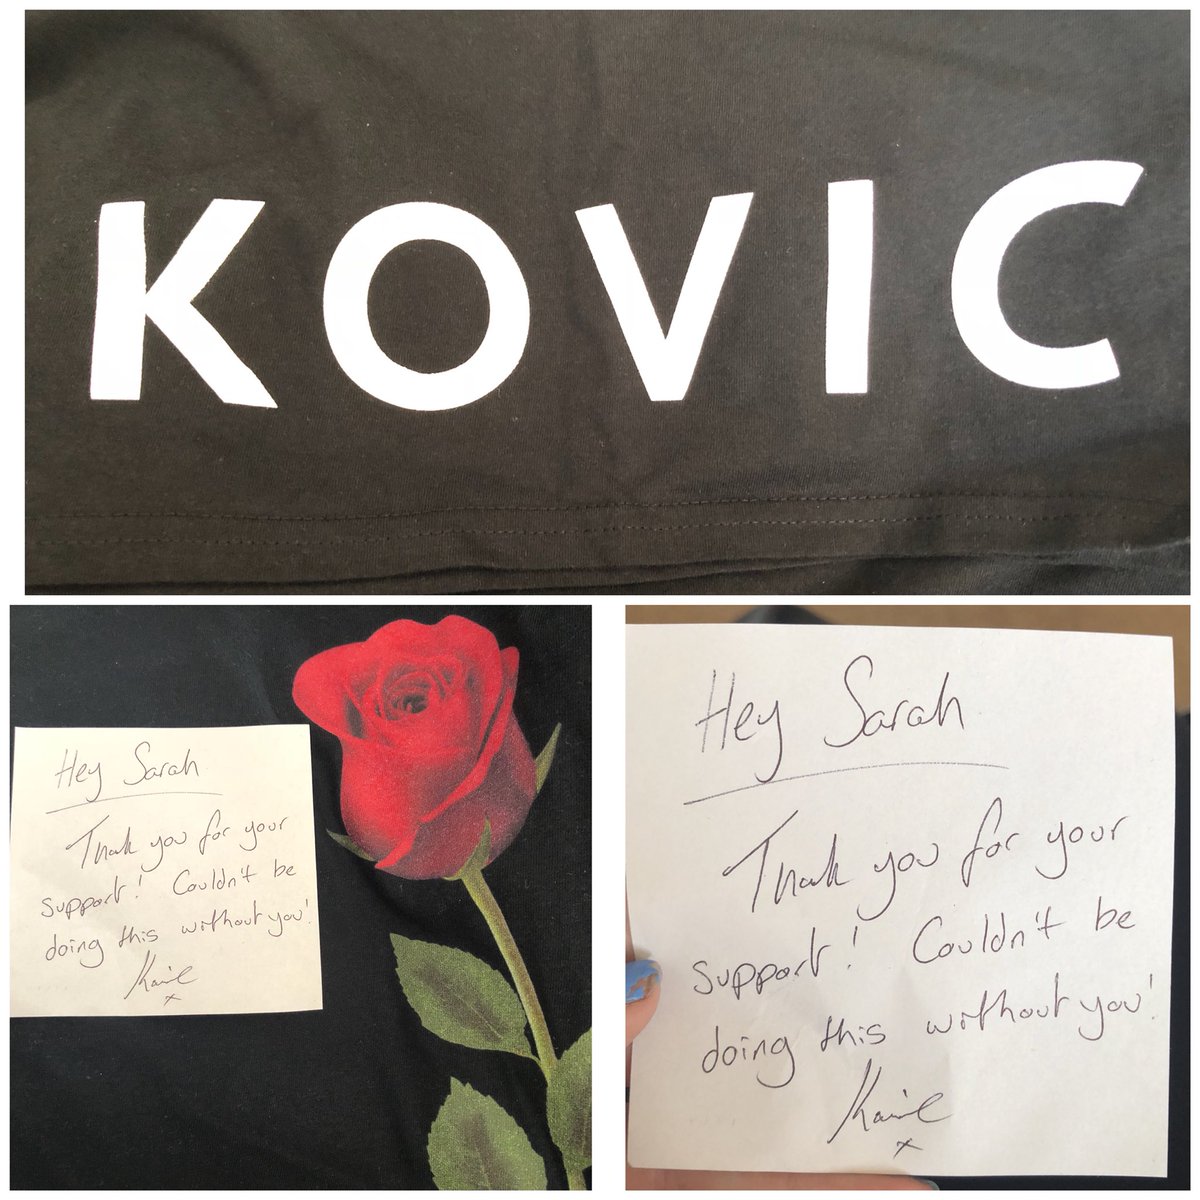 KOVIC
Hey Sarah
Thank you for your
support! Couldn't be
doing this without you!
x
Hey Sarah
Thank you for your
support! Couldn't be
doing this without you!
x